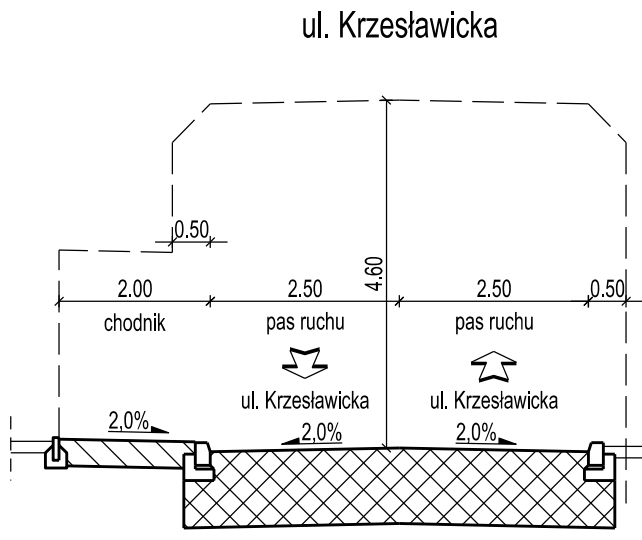 ul. Krzesławicka
0.50
4.60
2.00 2.50 2.50 0.50
chodnik pas ruchu pas ruchu
ul. Krzesławicka ul. Krzesławicka
2,0% 2,0% 2,0%